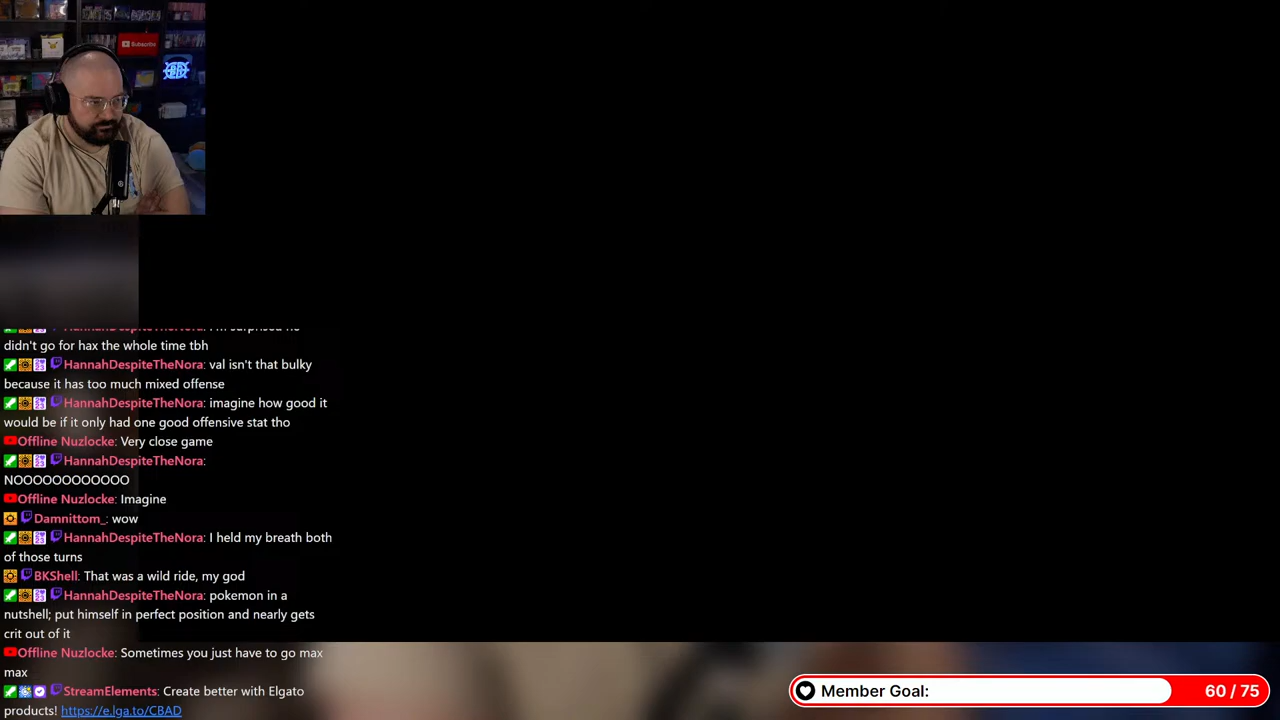 Subscribe
HannahDespiteTheNora: I'm surprised he
didn't go for hax the whole time tbh
HannahDespiteTheNora: val isn't that bulky
because it has too much mixed offense
HannahDespiteTheNora: imagine how good it
would be if it only had one good offensive stat tho
Offline Nuzlocke: Very close game
HannahDespiteTheNora:
NOOOOOOOOOOOO
Offline Nuzlocke: Imagine
Damnittom_: wow
HannahDespiteTheNora: I held my breath both
of those turns
BKShell: That was a wild ride, my god
HannahDespiteTheNora: pokemon in a
nutshell; put himself in perfect position and nearly gets
crit out of it
Offline Nuzlocke: Sometimes you just have to go max
max
StreamElements: Create better with Elgato
products! https://e.lga.to/CBAD
Member Goal: 60 / 75